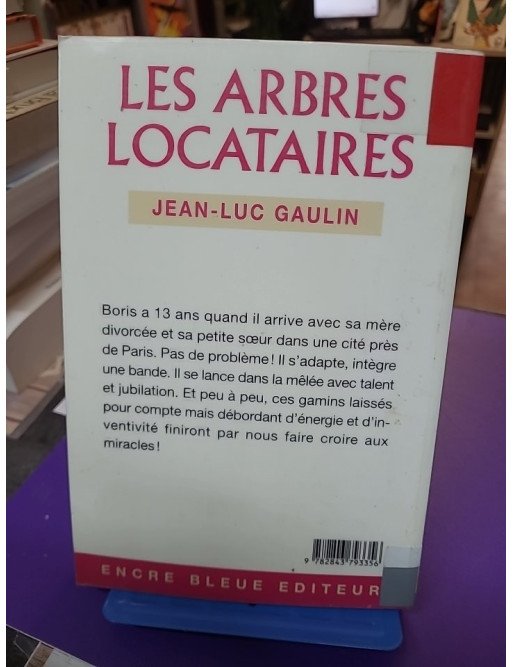 LES ARBRES
LOCATAIRES
JEAN-LUC GAULIN
Boris a 13 ans quand il arrive avec sa mère
divorcée et sa petite sœur dans une cité près
de Paris. Pas de problème! Il s'adapte, intègre
une bande. Il se lance dans la mêlée avec talent
et jubilation. Et peu à peu, ces gamins laissés
pour compte mais débordant d'énergie et d'in-
ventivité finiront par nous faire croire aux
miracles!
9 782843 793356
ENCRE BLEUE EDITEUR